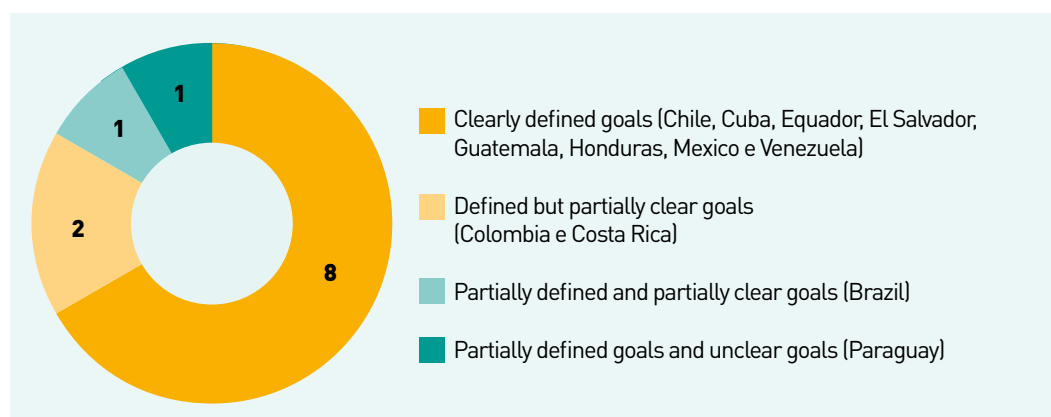 1
1
2
8
Clearly defined goals (Chile, Cuba, Equador, El Salvador,
Guatemala, Honduras, Mexico e Venezuela)
Defined but partially clear goals
(Colombia e Costa Rica)
Partially defined and partially clear goals (Brazil)
Partially defined goals and unclear goals (Paraguay)